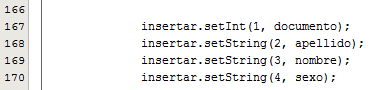 166
167 insertar.setInt(1, documento);
168 insertar.setString(2, apellido);
169 insertar.setString(3, nombre);
170 insertar.setString(4, sexo);